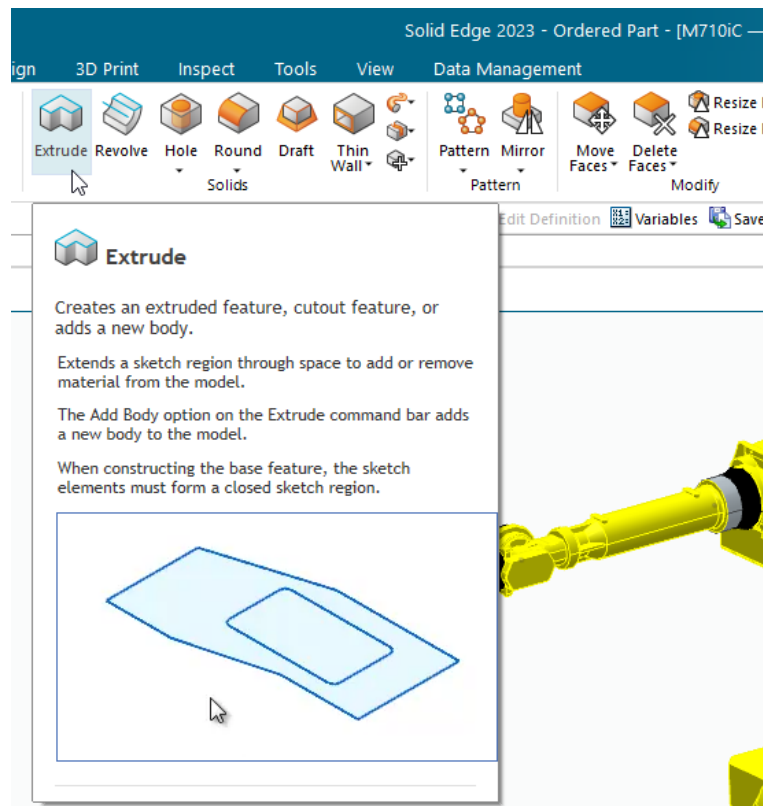 Solid Edge 2023 - Ordered Part - [M710iC —
ign 3D Print Inspect Tools View Data Management
Extrude Revolve Hole Round Draft Thin Wall Pattern Mirror Move Faces Delete Faces Resize
Resize
Solids Pattern Modify
Edit Definition Variables Save
Extrude
Creates an extruded feature, cutout feature, or
adds a new body.
Extends a sketch region through space to add or remove
material from the model.
The Add Body option on the Extrude command bar adds
a new body to the model.
When constructing the base feature, the sketch
elements must form a closed sketch region.